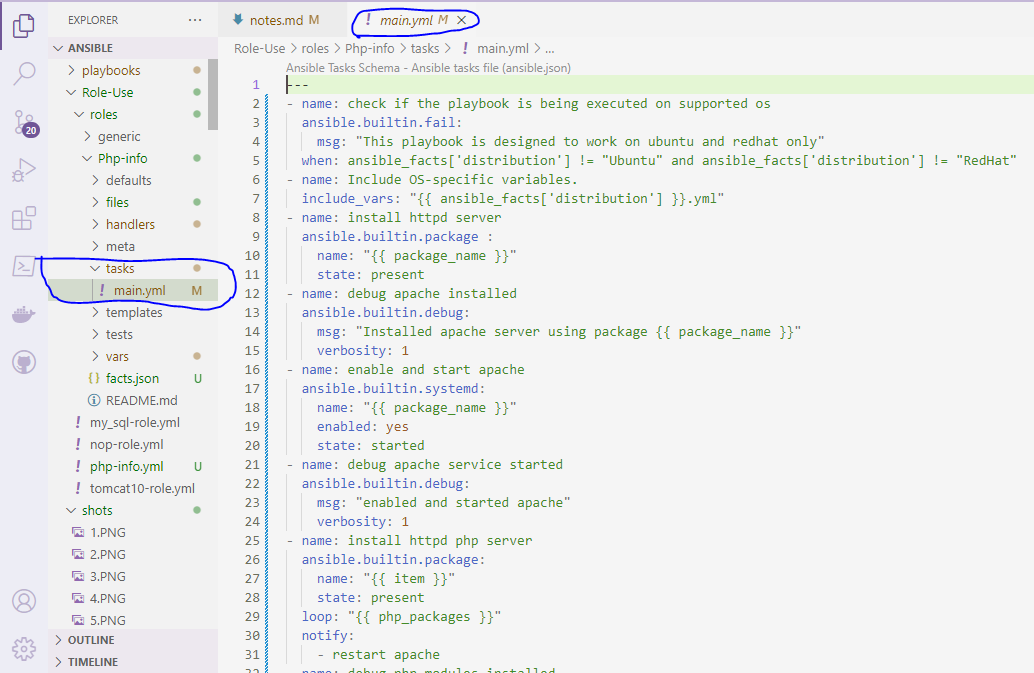 EXPLORER ...
ANSIBLE
playbooks
Role-Use
roles
generic
Php-info
defaults
files
handlers
meta
tasks
! main.yml M
templates
tests
vars
{} facts.json U
README.md
! my_sql-role.yml
! nop-role.yml
! php-info.yml U
! tomcat10-role.yml
shots
1.PNG
2.PNG
3.PNG
4.PNG
5.PNG
OUTLINE
TIMELINE
20
notes.md M
! main.yml M
Role-Use > roles > Php-info > tasks > ! main.yml > ...
Ansible Tasks Schema - Ansible tasks file (ansible.json)
1 ---
2 - name: check if the playbook is being executed on supported os
3 ansible.builtin.fail:
4 msg: "This playbook is designed to work on ubuntu and redhat only"
5 when: ansible_facts['distribution'] != "Ubuntu" and ansible_facts['distribution'] != "RedHat"
6 - name: Include OS-specific variables.
7 include_vars: "{{ ansible_facts['distribution'] }}.yml"
8 - name: install httpd server
9 ansible.builtin.package :
10 name: "{{ package_name }}"
11 state: present
12 - name: debug apache installed
13 ansible.builtin.debug:
14 msg: "Installed apache server using package {{ package_name }}"
15 verbosity: 1
16 - name: enable and start apache
17 ansible.builtin.systemd:
18 name: "{{ package_name }}"
19 enabled: yes
20 state: started
21 - name: debug apache service started
22 ansible.builtin.debug:
23 msg: "enabled and started apache"
24 verbosity: 1
25 - name: install httpd php server
26 ansible.builtin.package:
27 name: "{{ item }}"
28 state: present
29 loop: "{{ php_packages }}"
30 notify:
31 - restart apache
32 - name: debug php modules installed